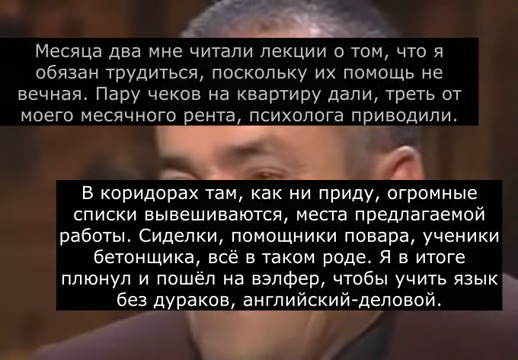 Месяца два мне читали лекции о том, что я
обязан трудиться, поскольку их помощь не
вечная. Пару чеков на квартиру дали, треть от
моего месячного рента, психолога приводили.
В коридорах там, как ни приду, огромные
списки вывешиваются, места предлагаемой
работы. Сиделки, помощники повара, ученики
бетонщика, всё в таком роде. Я в итоге
плюнул и пошёл на вэлфер, чтобы учить язык
без дураков, английский-деловой.